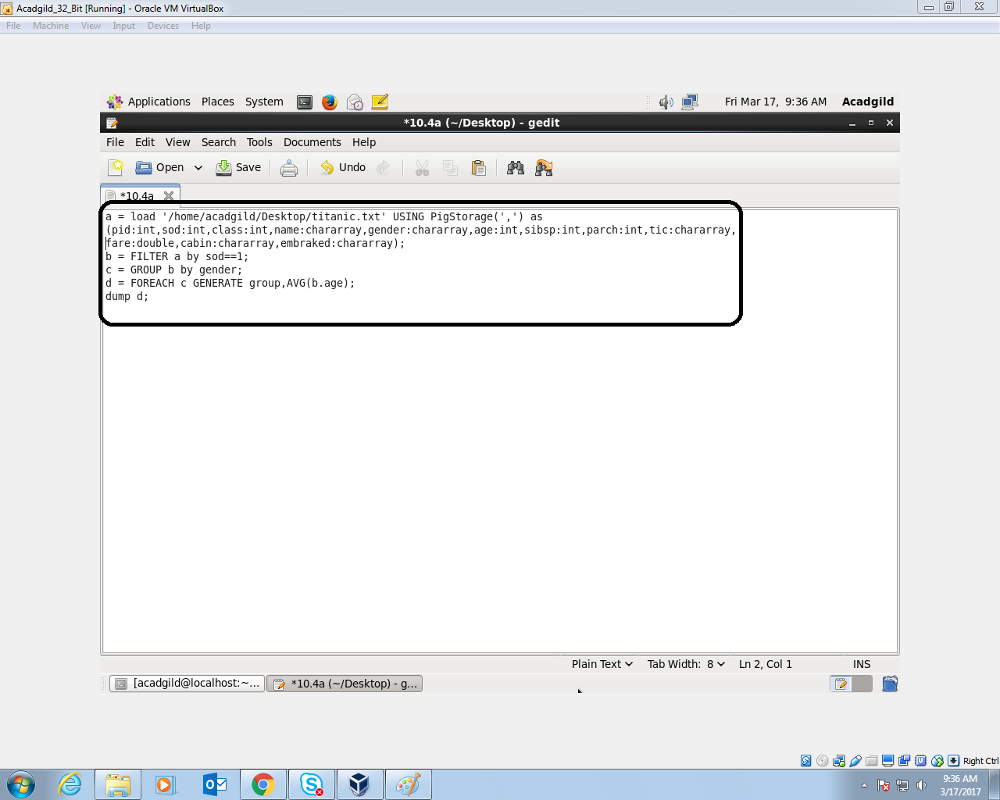 Acadgild_32_Bit [Running] - Oracle VM VirtualBox
File Machine View Input Devices Help
Applications Places System Fri Mar 17, 9:36 AM Acadgild
*10.4a (~/Desktop) - gedit
File Edit View Search Tools Documents Help
Open Save Undo
*10.4a
a = load '/home/acadgild/Desktop/titanic.txt' USING PigStorage(',') as
(pid:int,sod:int,class:int,name:chararray,gender:chararray,age:int,sibsp:int,parch:int,tic:chararray,
fare:double,cabin:chararray,embraked:chararray);
b = FILTER a by sod==1;
c = GROUP b by gender;
d = FOREACH c GENERATE group,AVG(b.age);
dump d;
Plain Text Tab Width: 8 Ln 2, Col 1 INS
[acadgild@localhost:~... *10.4a (~/Desktop) - g...
Right Ctrl
9:36 AM
3/17/2017